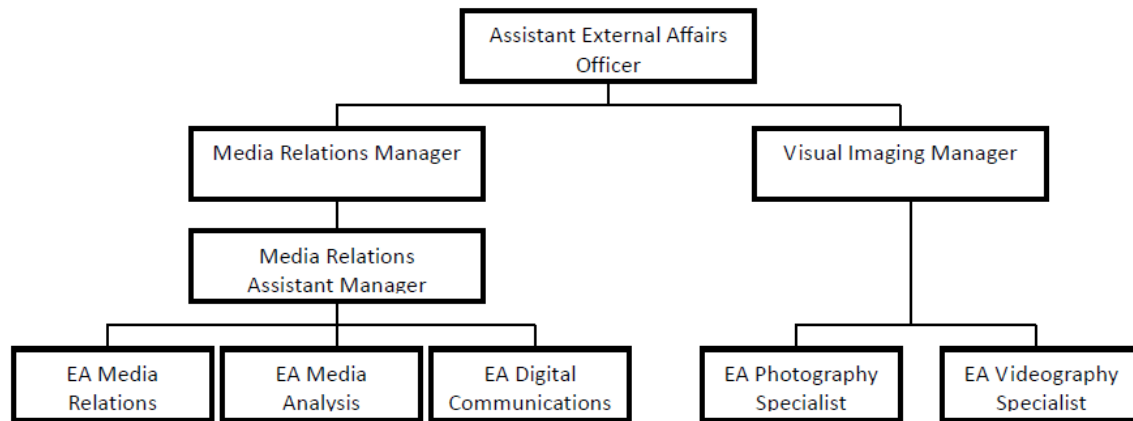 Assistant External Affairs
Officer
Media Relations Manager
Visual Imaging Manager
Media Relations
Assistant Manager
EA Media
Relations
EA Media
Analysis
EA Digital
Communications
EA Photography
Specialist
EA Videography
Specialist